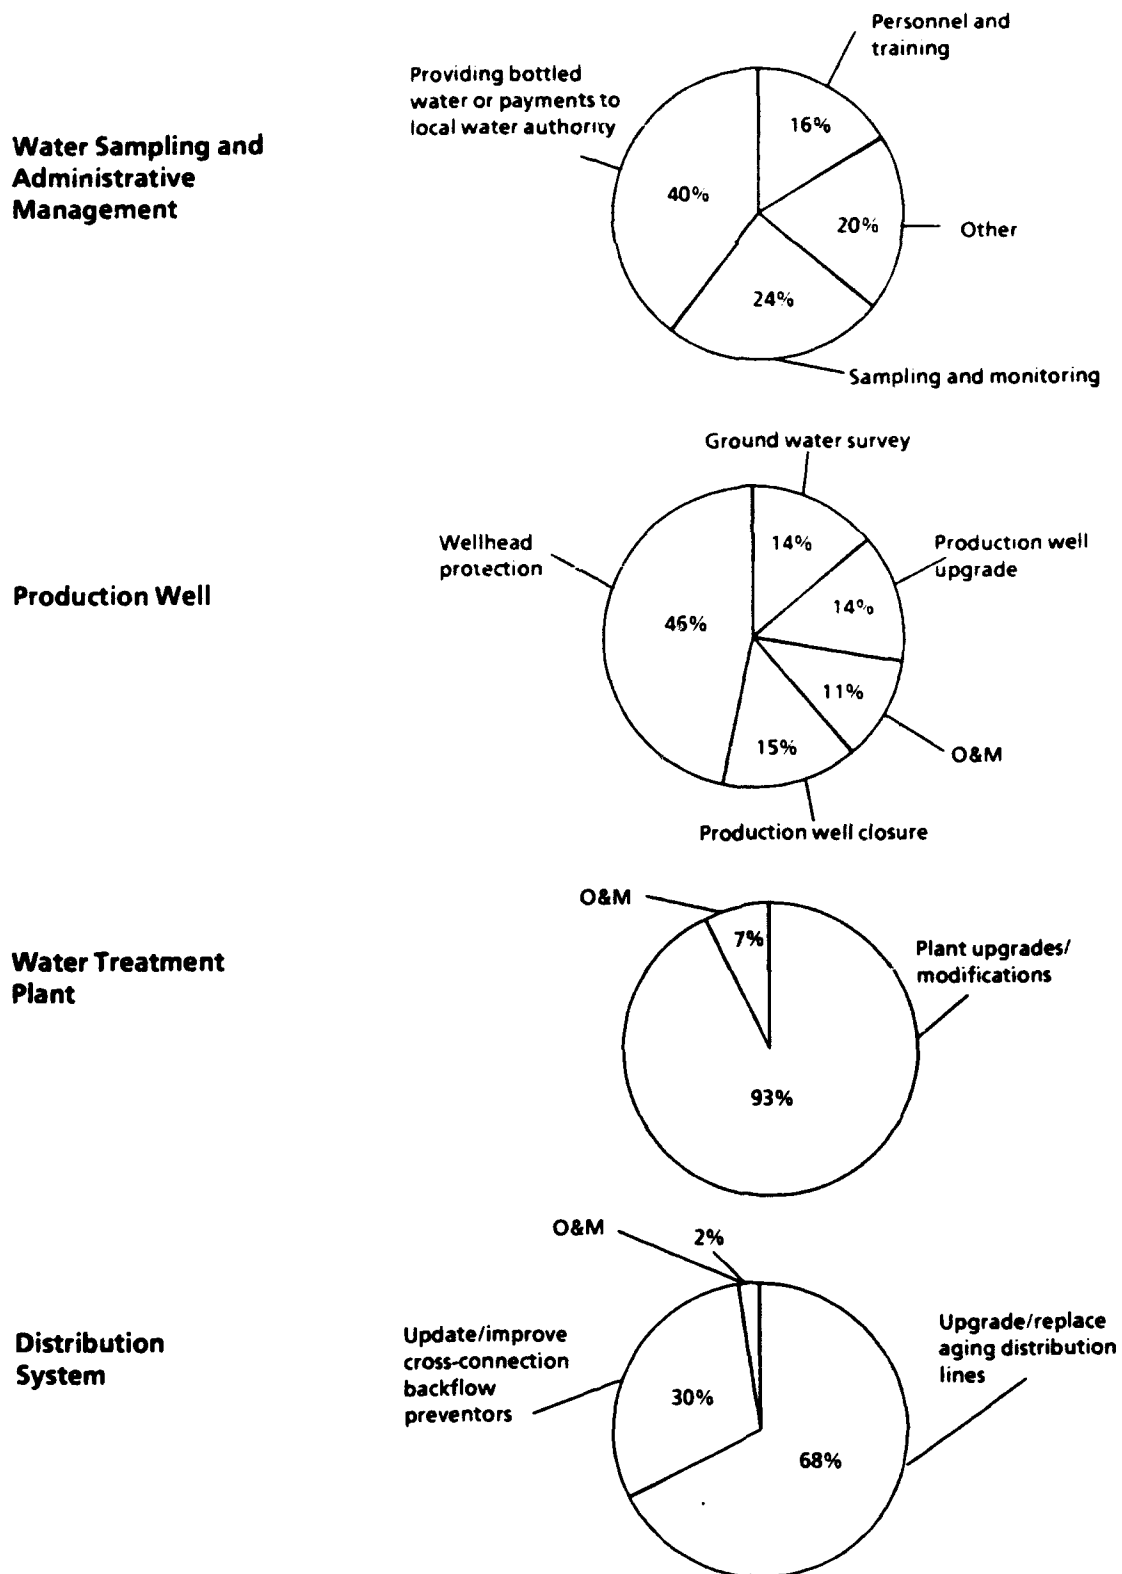 Water Sampling and
Administrative
Management
Providing bottled
water or payments to
local water authority
Personnel and
training
16%
40%
20%
Other
24%
Sampling and monitoring
Production Well
Ground water survey
Wellhead
protection
Production well
upgrade
14%
14%
46%
11%
15%
O&M
Production well closure
Water Treatment
Plant
O&M
7%
Plant upgrades/
modifications
93%
Distribution
System
O&M
2%
Update/improve
cross-connection
backflow
preventors
Upgrade/replace
aging distribution
lines
30%
68%